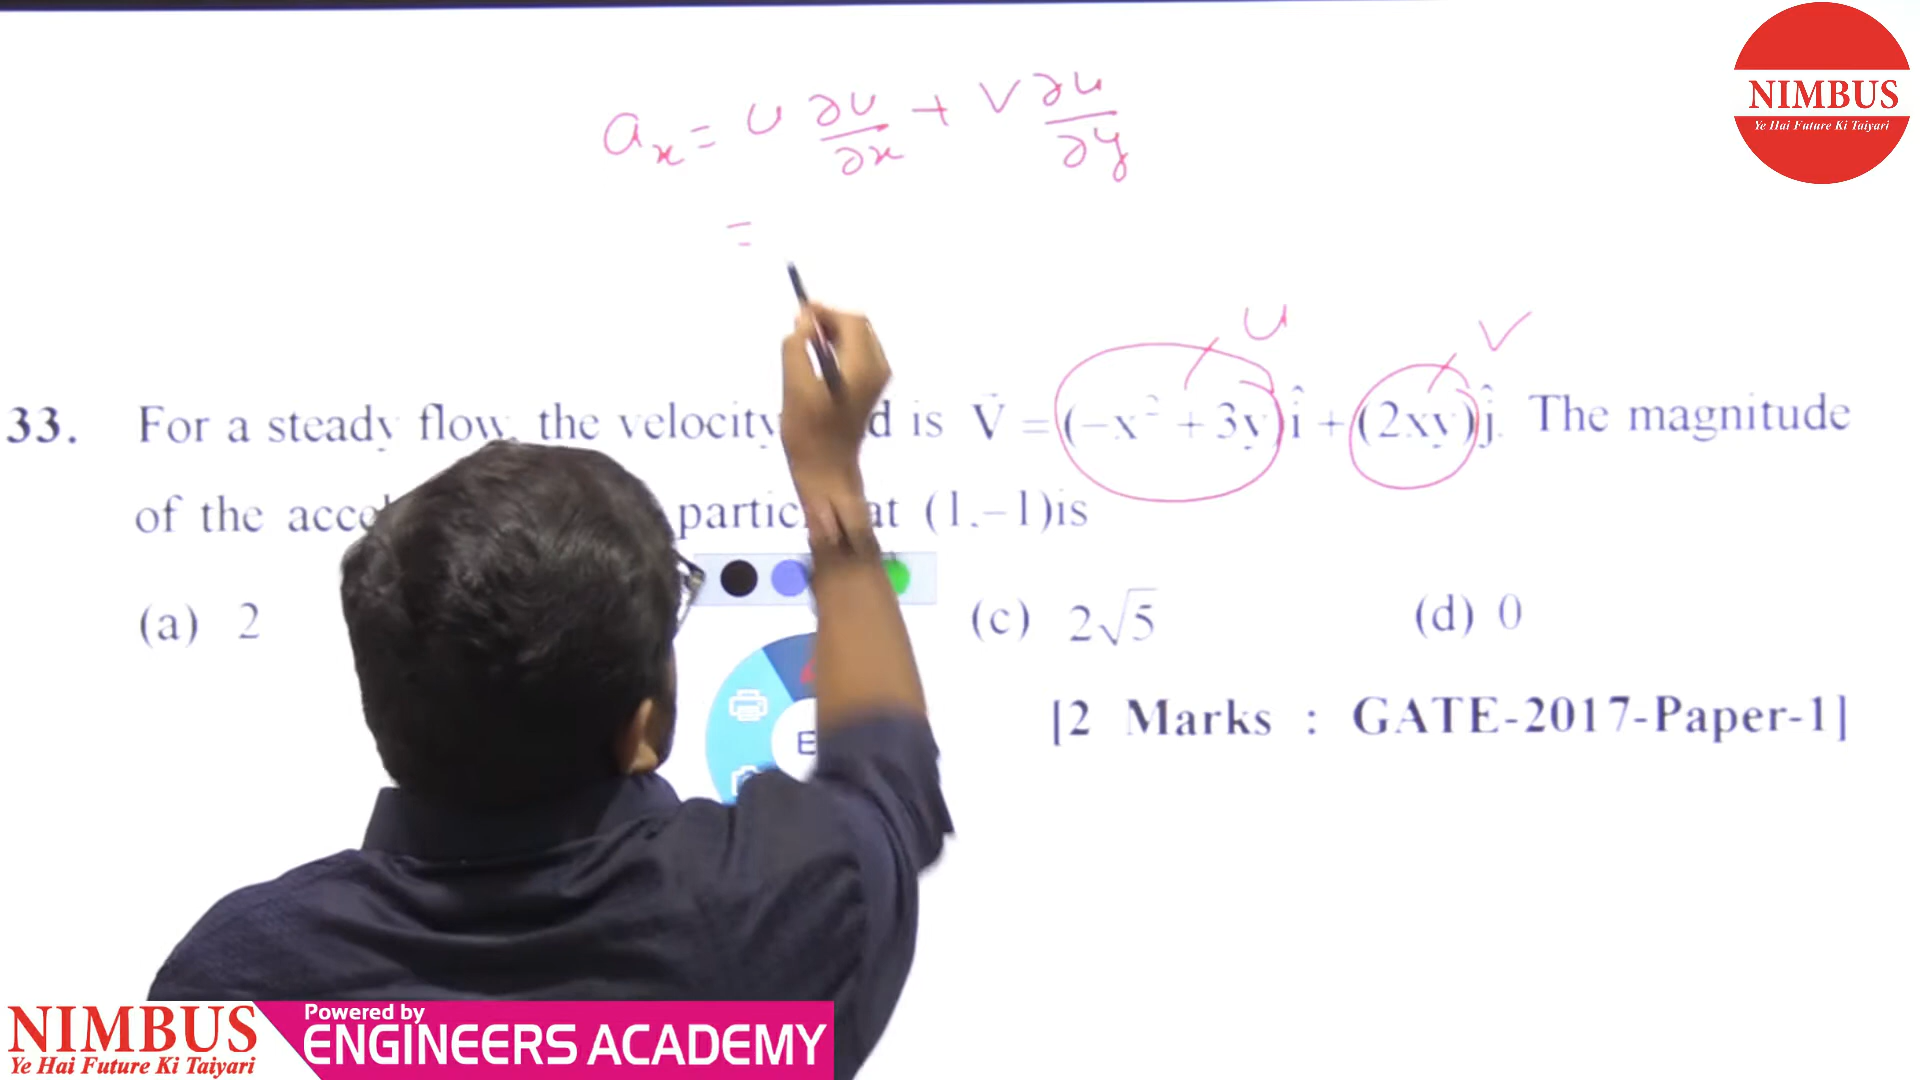 NIMBUS
Ye Hai Future Ki Taiyari
aₓ = u ∂u/∂x + v ∂u/∂y
=
u v
33. For a steady flow, the velocity d is V⃗ = (−x² + 3y)î + (2xy)ĵ. The magnitude
of the acce partic at (1,−1) is
(a) 2 (c) 2√5 (d) 0
[2 Marks : GATE-2017-Paper-1]
E
NIMBUS
Ye Hai Future Ki Taiyari
Powered by
ENGINEERS ACADEMY